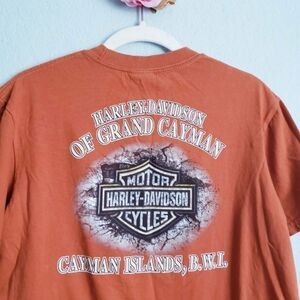 HARLEY-DAVIDSON
OF GRAND CAYMAN
MOTOR
HARLEY-DAVIDSON
CYCLES
CAYMAN ISLANDS, B.W.I.